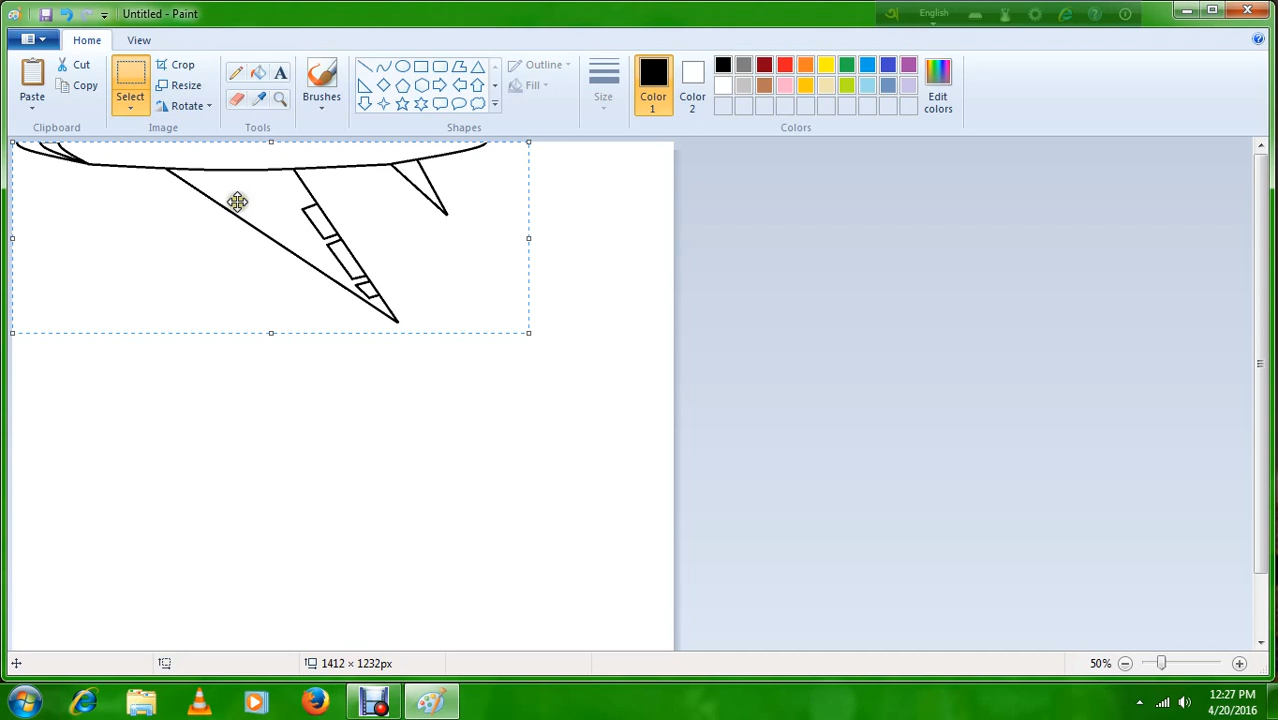 Untitled - Paint
English
Home
View
Paste
Cut
Copy
Clipboard
Select
Crop
Resize
Rotate
Image
A
Tools
Brushes
Outline
Fill
Shapes
Size
Color 1
Color 2
Edit colors
Colors
1412 × 1232px
50%
12:27 PM
4/20/2016